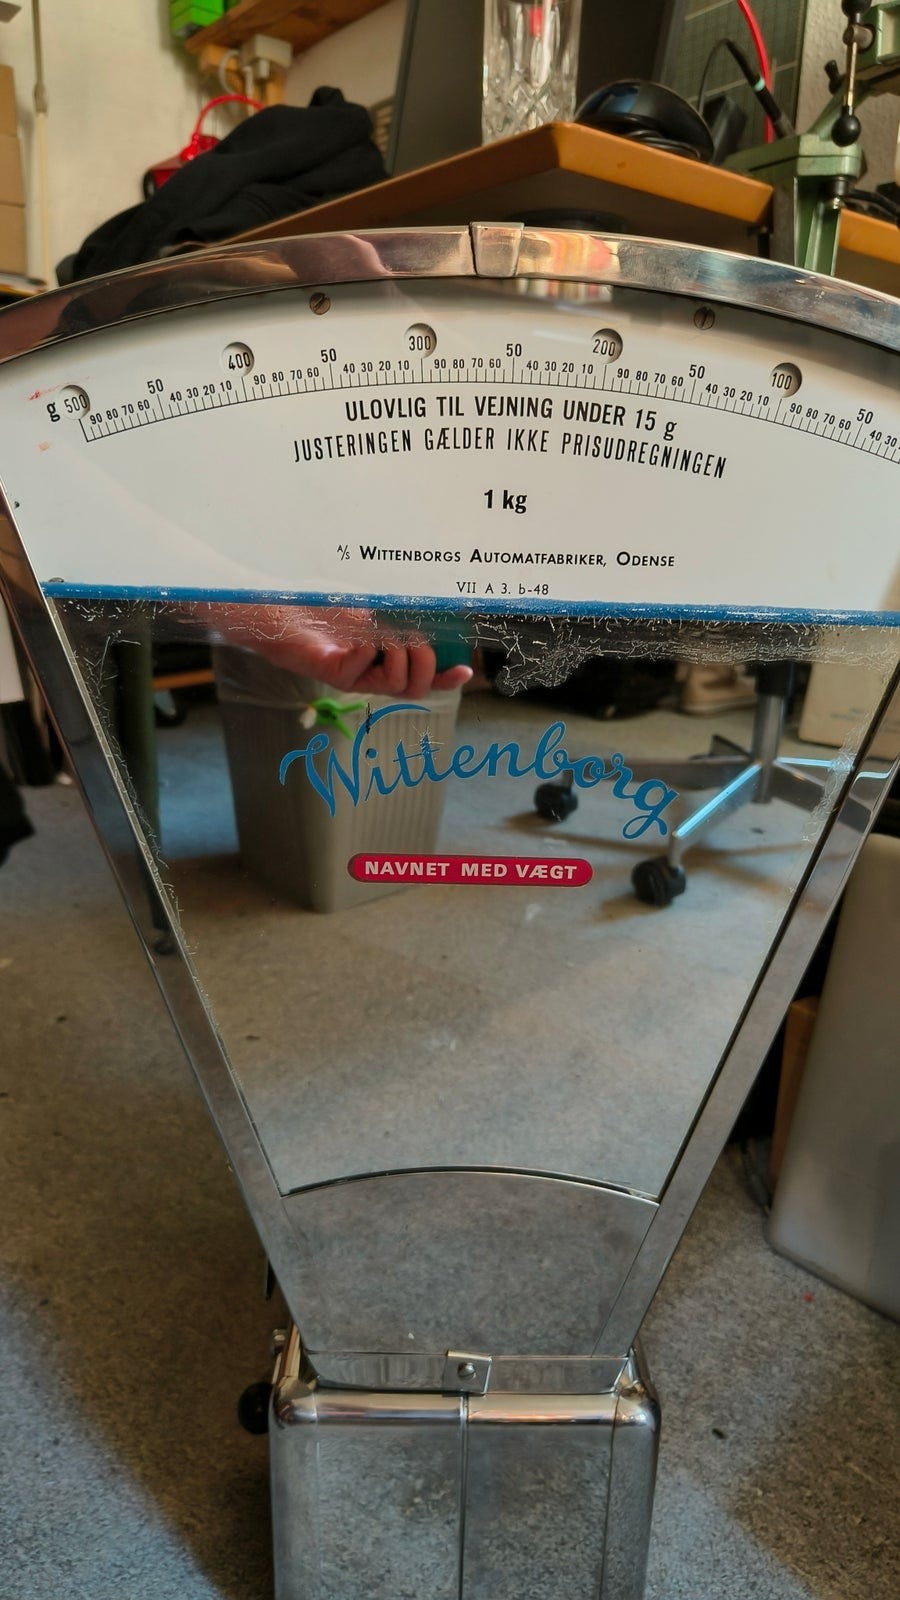 g 500 50 400 50 300 50 200 50 100 50
90 80 70 60 40 30 20 10 90 80 70 60 40 30 20 10 90 80 70 60 40 30 20 10 90 80 70 60 40 30 20 10 90 80 70 60 40 30
ULOVLIG TIL VEJNING UNDER 15 g
JUSTERINGEN GÆLDER IKKE PRISUDREGNINGEN
1 kg
A/S WITTENBORGS AUTOMATFABRIKER, ODENSE
VII A 3. b-48
Wittenborg
NAVNET MED VÆGT